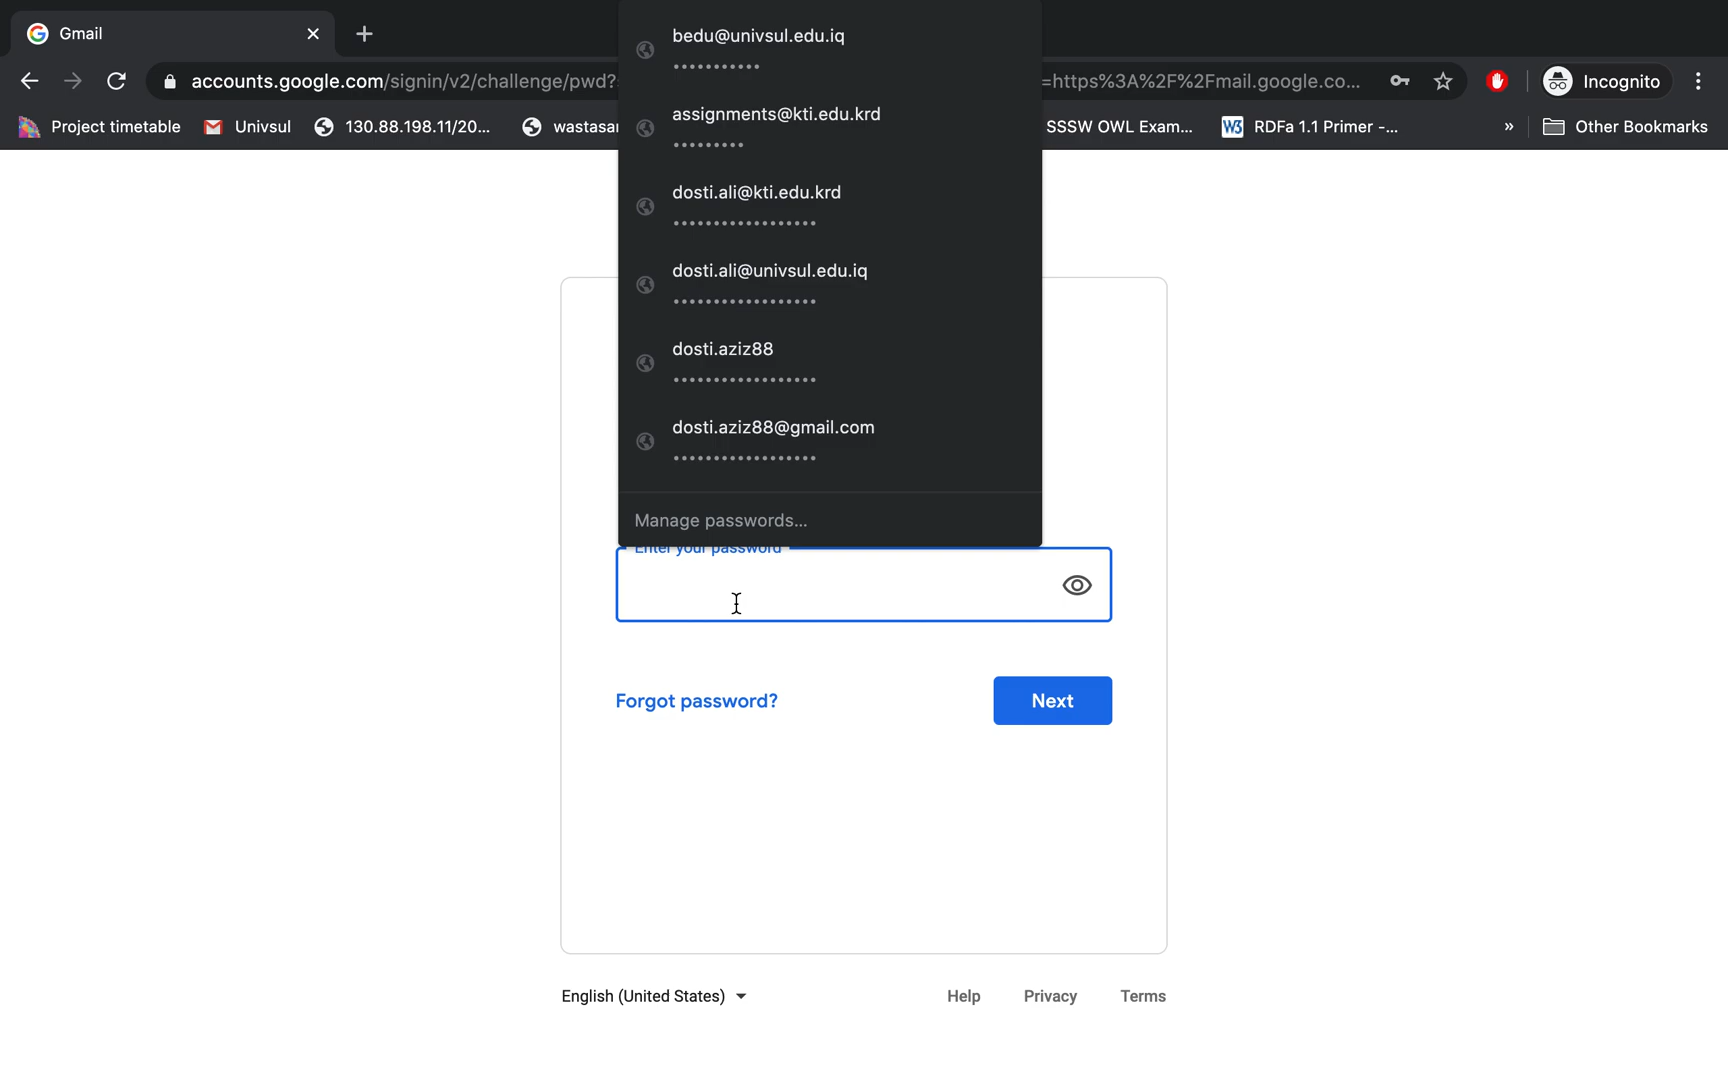 Gmail
accounts.google.com/signin/v2/challenge/pwd?
=https%3A%2F%2Fmail.google.co...
Incognito
Project timetable
Univsul
130.88.198.11/20...
SSSW OWL Exam...
W3
RDFa 1.1 Primer -...
»
Other Bookmarks
bedu@univsul.edu.iq
•••••••••••
assignments@kti.edu.krd
•••••••••
dosti.ali@kti.edu.krd
••••••••••••••••••
dosti.ali@univsul.edu.iq
••••••••••••••••••
dosti.aziz88
••••••••••••••••••
dosti.aziz88@gmail.com
••••••••••••••••••
Manage passwords...
Enter your password
Forgot password?
Next
English (United States)
Help
Privacy
Terms